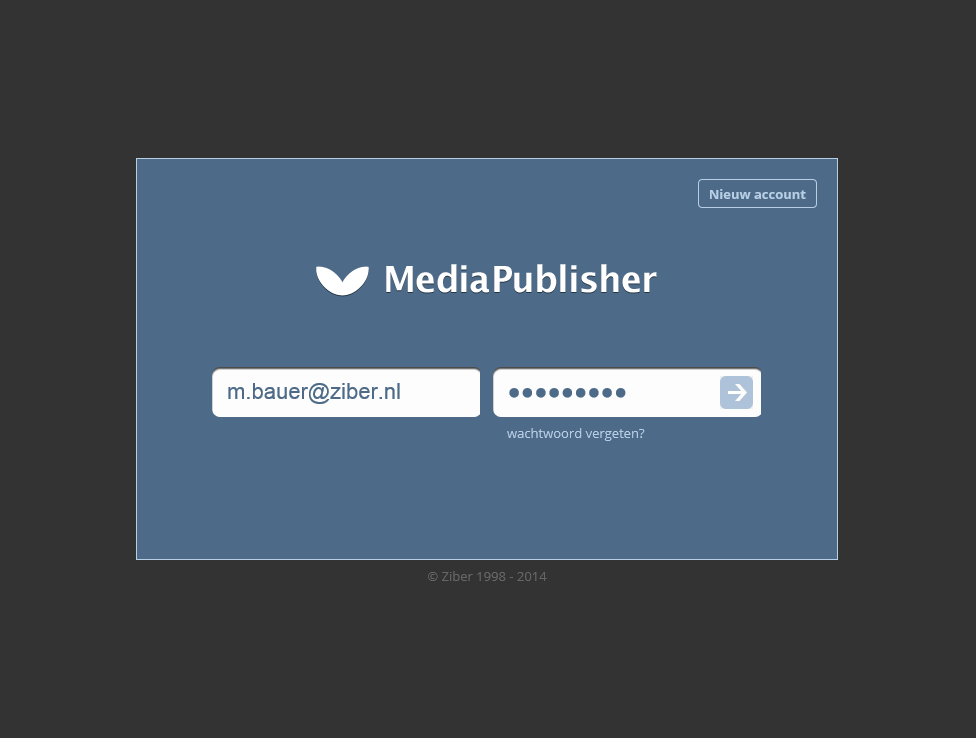 Nieuw account
MediaPublisher
m.bauer@ziber.nl
●●●●●●●●●
wachtwoord vergeten?
© Ziber 1998 - 2014